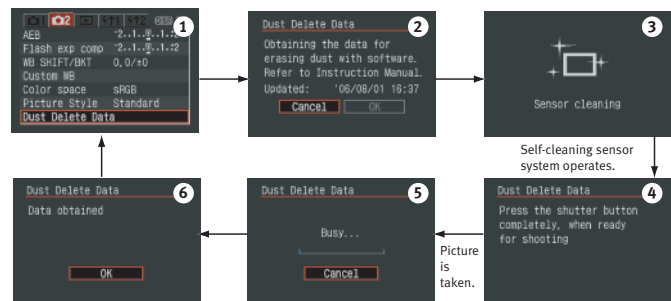 1
AEB
Flash exp comp
WB SHIFT/BKT 0,0/±0
Custom WB
Color space sRGB
Picture Style Standard
Dust Delete Data
2
Dust Delete Data
Obtaining the data for
erasing dust with software.
Refer to Instruction Manual.
Updated: '06/08/01 16:37
Cancel OK
3
Sensor cleaning
Self-cleaning sensor
system operates.
4
Dust Delete Data
Press the shutter button
completely, when ready
for shooting
Picture
is
taken.
5
Dust Delete Data
Busy...
Cancel
6
Dust Delete Data
Data obtained
OK